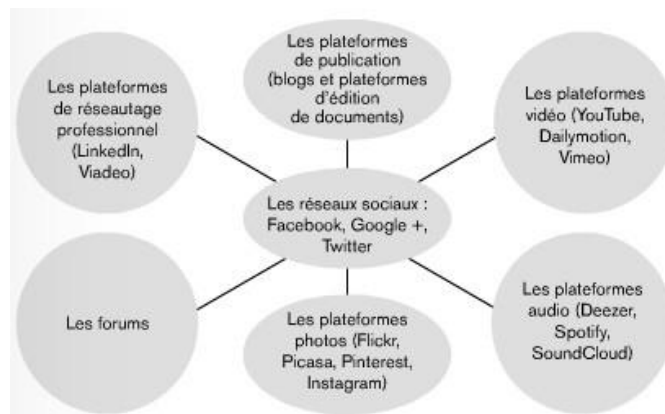 Les plateformes
de réseautage
professionnel
(LinkedIn,
Viadeo)
Les plateformes
de publication
(blogs et plateformes
d'édition
de documents)
Les plateformes
vidéo (YouTube,
Dailymotion,
Vimeo)
Les réseaux sociaux :
Facebook, Google +,
Twitter
Les forums
Les plateformes
photos (Flickr,
Picasa, Pinterest,
Instagram)
Les plateformes
audio (Deezer,
Spotify,
SoundCloud)